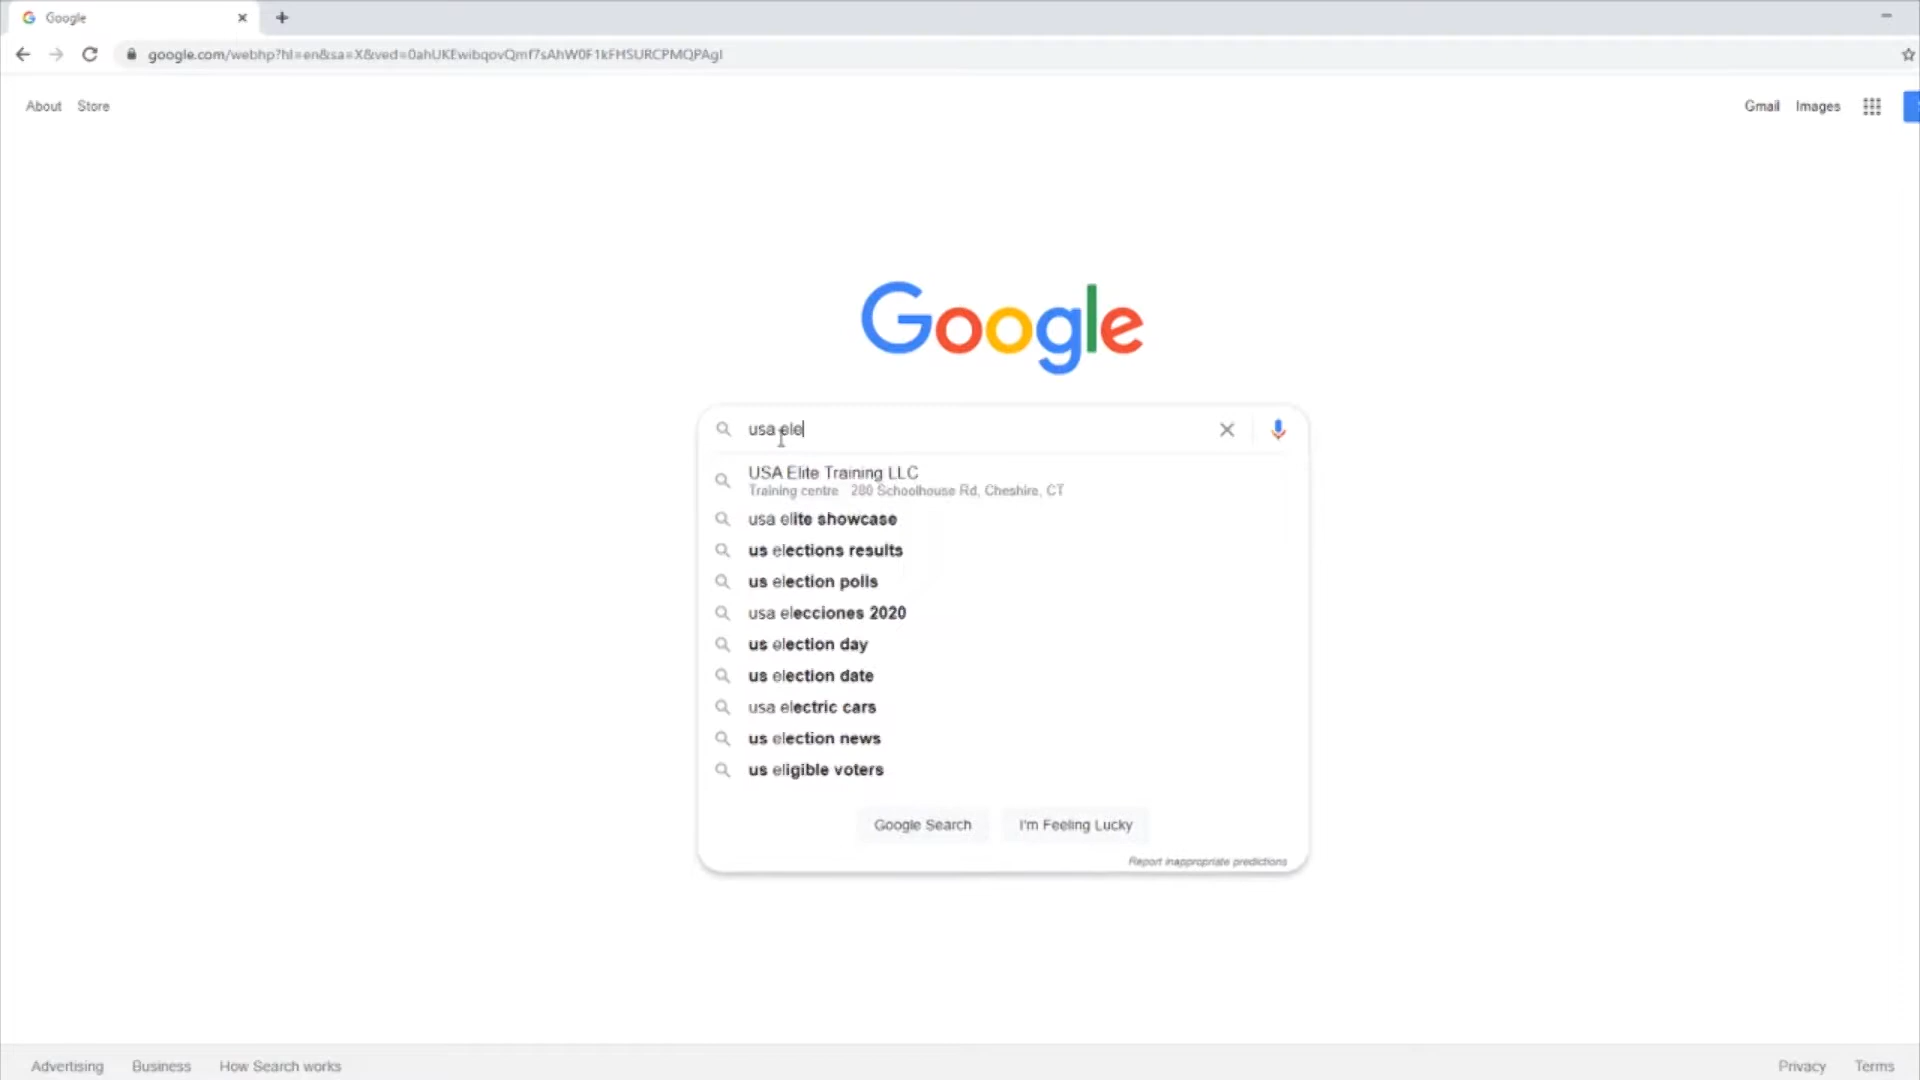 Google
google.com/webhp?hl=en&sa=X&ved=0ahUKEwibqovQmf7sAhW0F1kFHSURCPMQPAgI
About Store
Gmail Images
Google
usa ele
USA Elite Training LLC
Training centre 280 Schoolhouse Rd, Cheshire, CT
usa elite showcase
us elections results
us election polls
usa elecciones 2020
us election day
us election date
usa electric cars
us election news
us eligible voters
Google Search
I'm Feeling Lucky
Report inappropriate predictions
Advertising Business How Search works
Privacy Terms